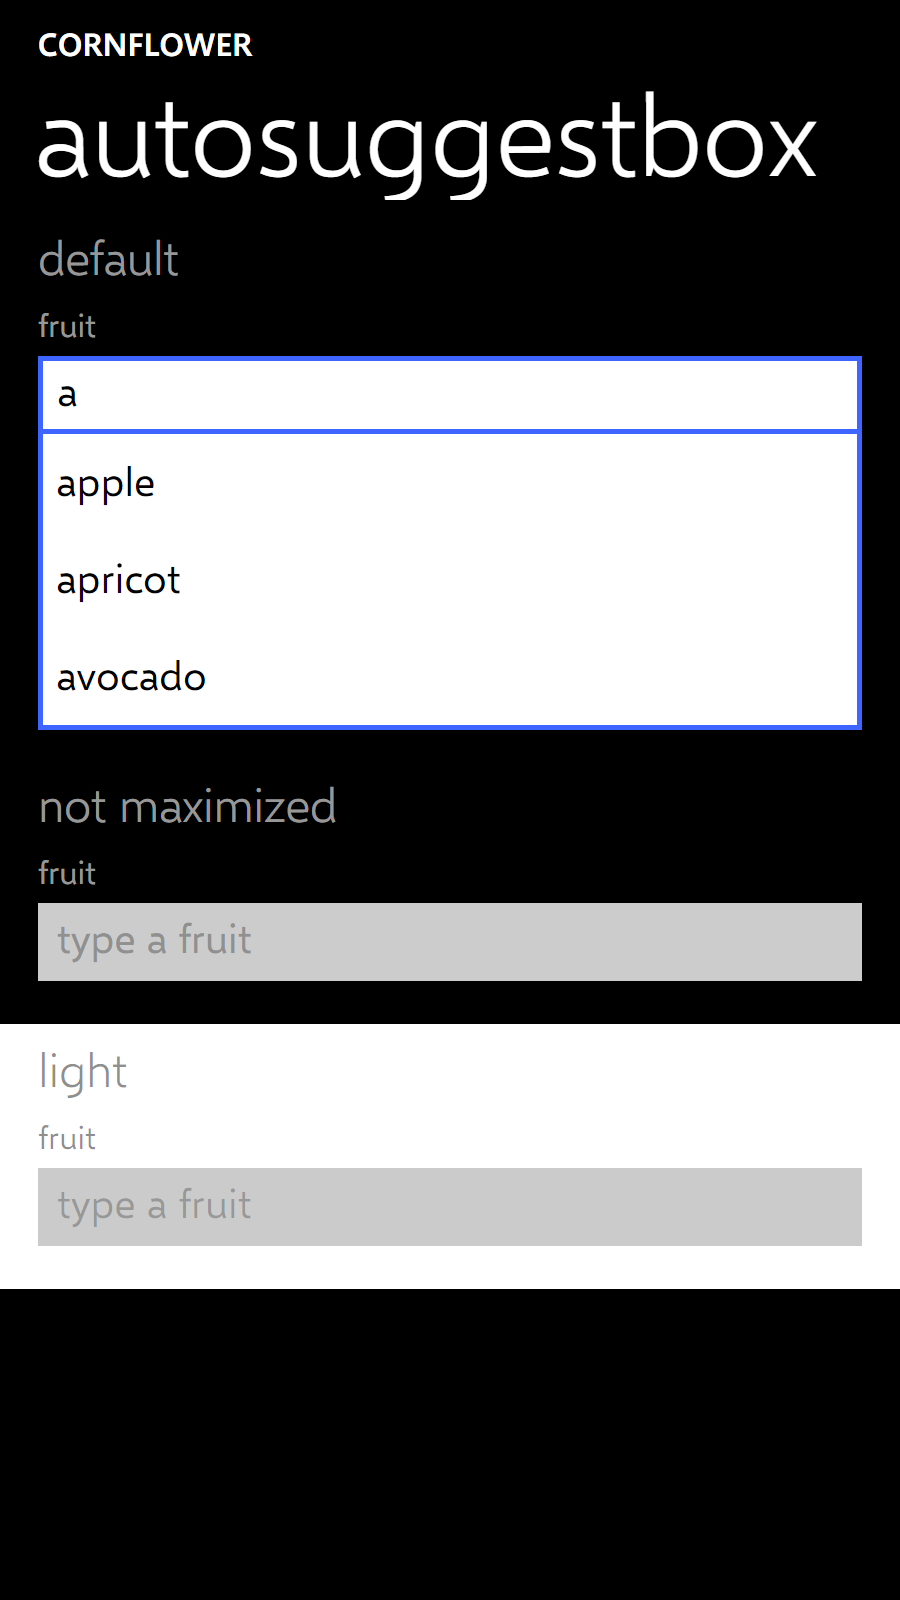 CORNFLOWER
autosuggestbox
default
fruit
a
apple
apricot
avocado
not maximized
fruit
type a fruit
light
fruit
type a fruit